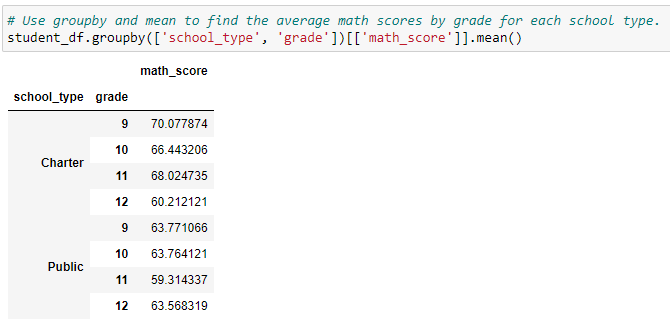 # Use groupby and mean to find the average math scores by grade for each school type.
student_df.groupby(['school_type', 'grade'])[['math_score']].mean()
math_score
school_type grade
Charter
9 70.077874
10 66.443206
11 68.024735
12 60.212121
Public
9 63.771066
10 63.764121
11 59.314337
12 63.568319